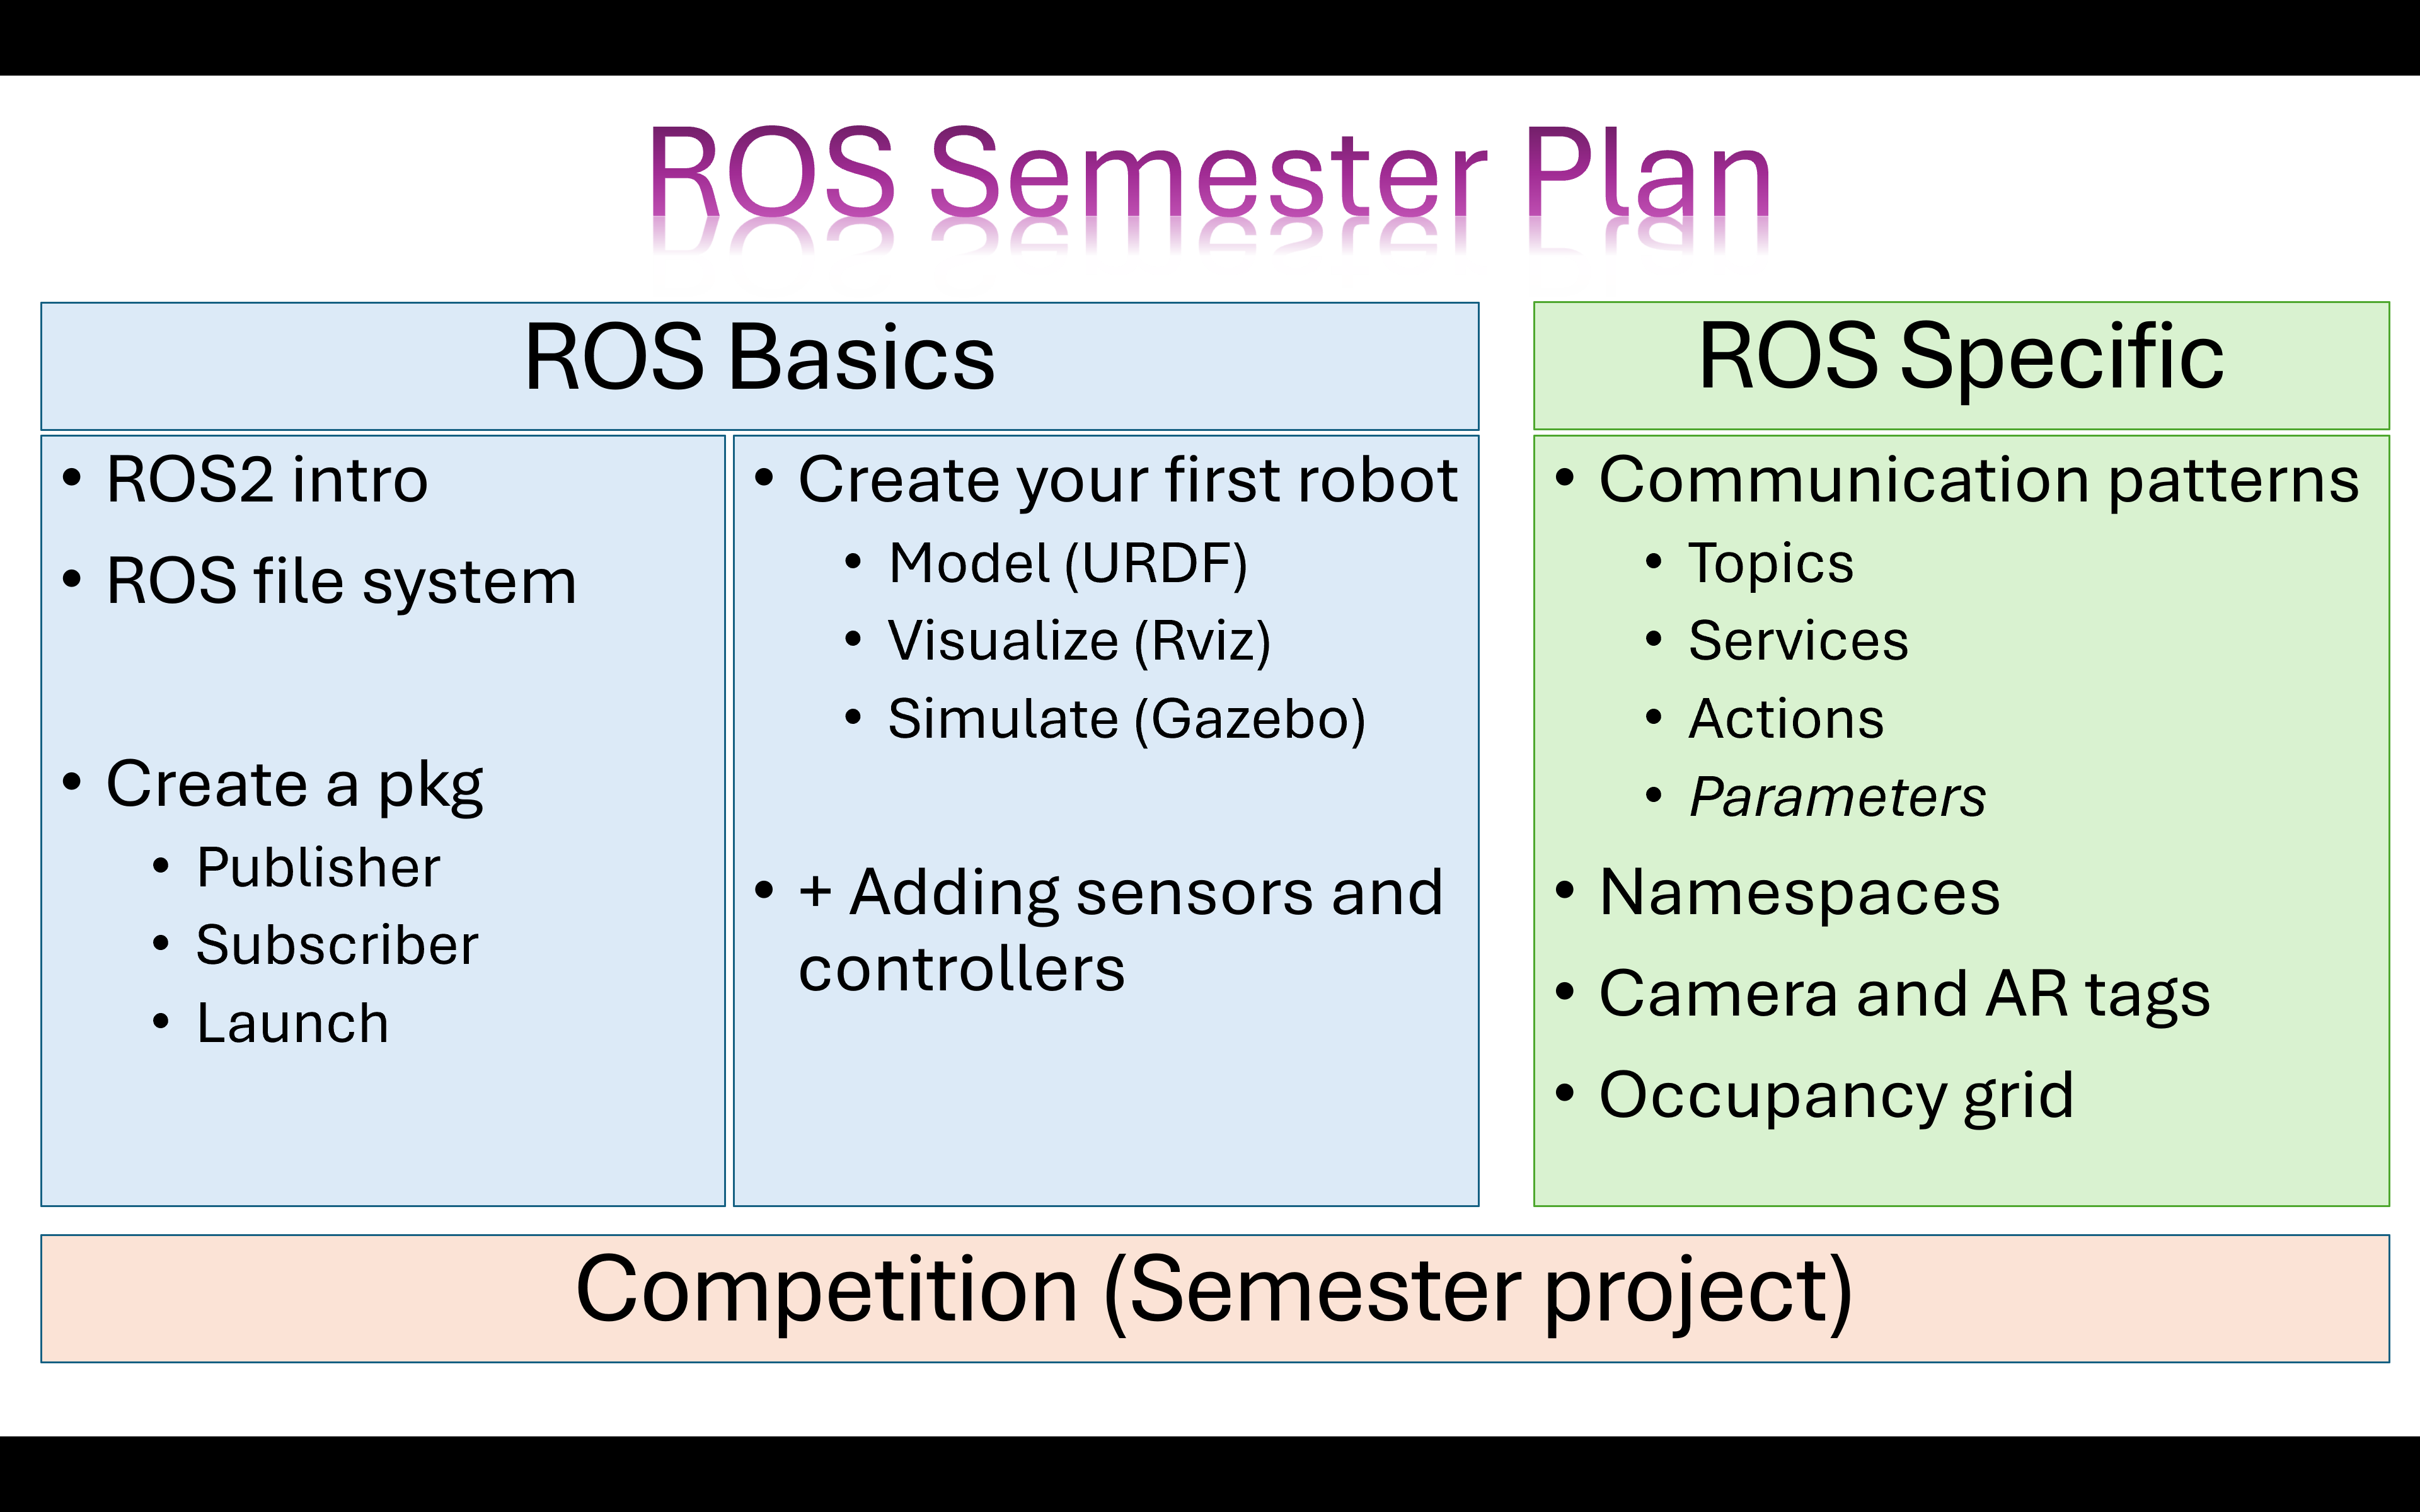 ROS Semester Plan
ROS Basics
• ROS2 intro
• ROS file system
• Create a pkg
• Publisher
• Subscriber
• Launch
• Create your first robot
• Model (URDF)
• Visualize (Rviz)
• Simulate (Gazebo)
• + Adding sensors and
controllers
ROS Specific
• Communication patterns
• Topics
• Services
• Actions
• Parameters
• Namespaces
• Camera and AR tags
• Occupancy grid
Competition (Semester project)